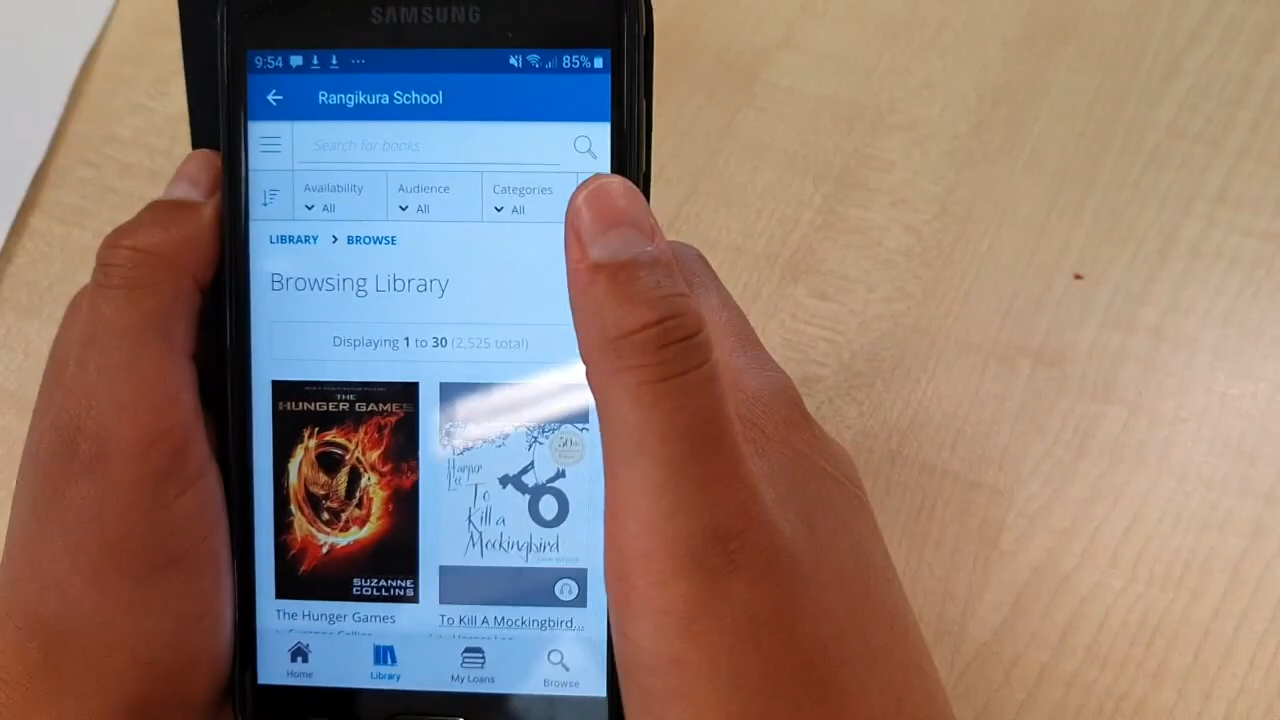 SAMSUNG
9:54 85%
Rangikura School
Search for books
Availability Audience Categories
All All All
LIBRARY > BROWSE
Browsing Library
Displaying 1 to 30 (2,525 total)
THE
HUNGER GAMES
SUZANNE
COLLINS
50th
Harper
Lee
To
Kill a
Mockingbird
The Hunger Games
To Kill A Mockingbird...
Home Library My Loans Browse